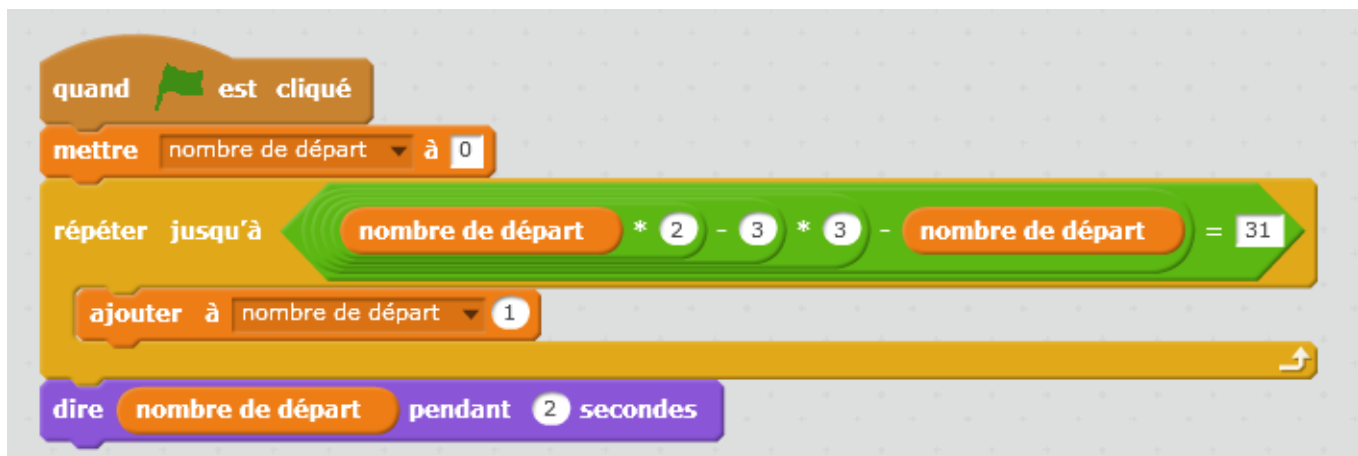 quand est cliqué
mettre nombre de départ à 0
répéter jusqu'à nombre de départ * 2 - 3 * 3 - nombre de départ = 31
ajouter à nombre de départ 1
dire nombre de départ pendant 2 secondes